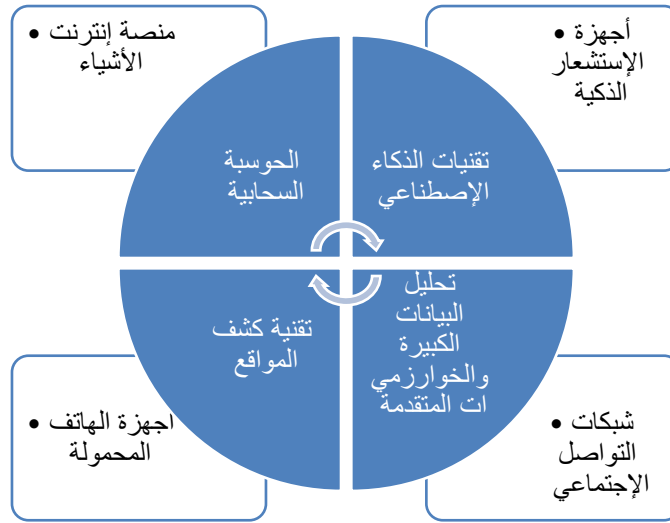 • أجهزة
الإستشعار
الذكية
• منصة إنترنت
الأشياء
تقنيات الذكاء
الإصطناعي
الحوسبة
السحابية
تحليل
البيانات
الكبيرة
والخوارزمي
ات المتقدمة
تقنية كشف
المواقع
• شبكات
التواصل
الإجتماعي
• اجهزة الهاتف
المحمولة